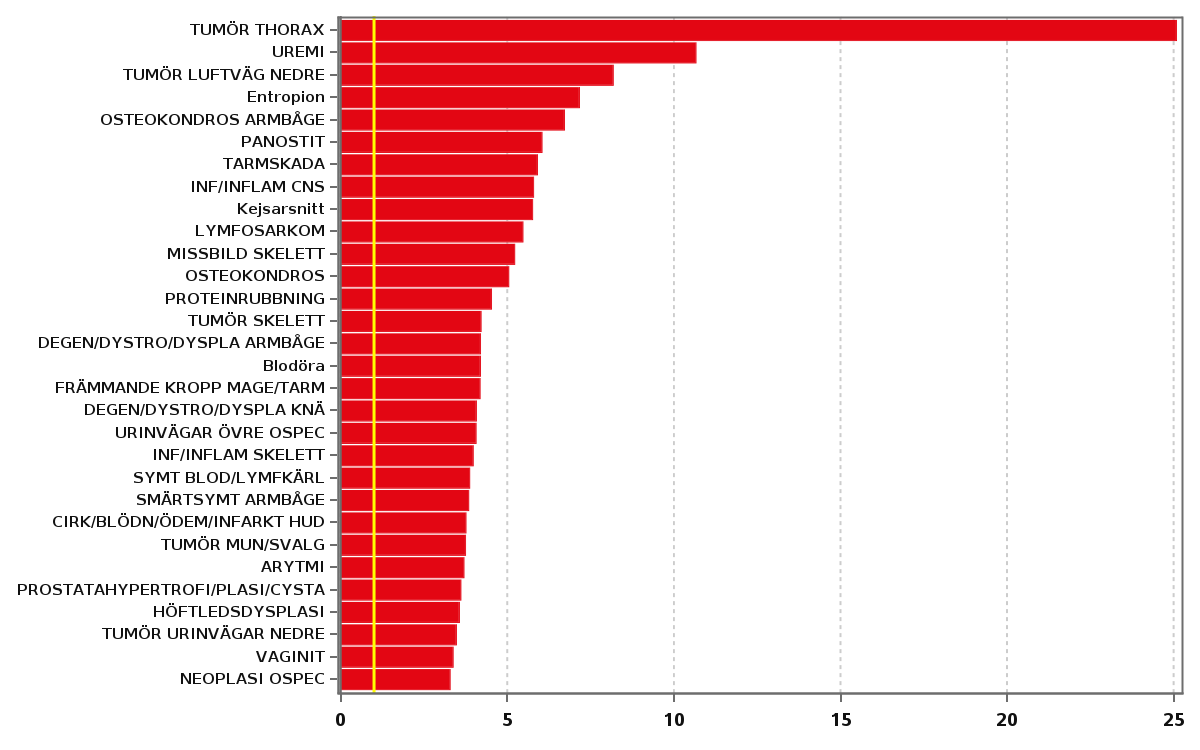 TUMÖR THORAX
UREMI
TUMÖR LUFTVÄG NEDRE
Entropion
OSTEOKONDROS ARMBÅGE
PANOSTIT
TARMSKADA
INF/INFLAM CNS
Kejsarsnitt
LYMFOSARKOM
MISSBILD SKELETT
OSTEOKONDROS
PROTEINRUBBNING
TUMÖR SKELETT
DEGEN/DYSTRO/DYSPLA ARMBÅGE
Blodöra
FRÄMMANDE KROPP MAGE/TARM
DEGEN/DYSTRO/DYSPLA KNÄ
URINVÄGAR ÖVRE OSPEC
INF/INFLAM SKELETT
SYMT BLOD/LYMFKÄRL
SMÄRTSYMT ARMBÅGE
CIRK/BLÖDN/ÖDEM/INFARKT HUD
TUMÖR MUN/SVALG
ARYTMI
PROSTATAHYPERTROFI/PLASI/CYSTA
HÖFTLEDSDYSPLASI
TUMÖR URINVÄGAR NEDRE
VAGINIT
NEOPLASI OSPEC
0 5 10 15 20 25